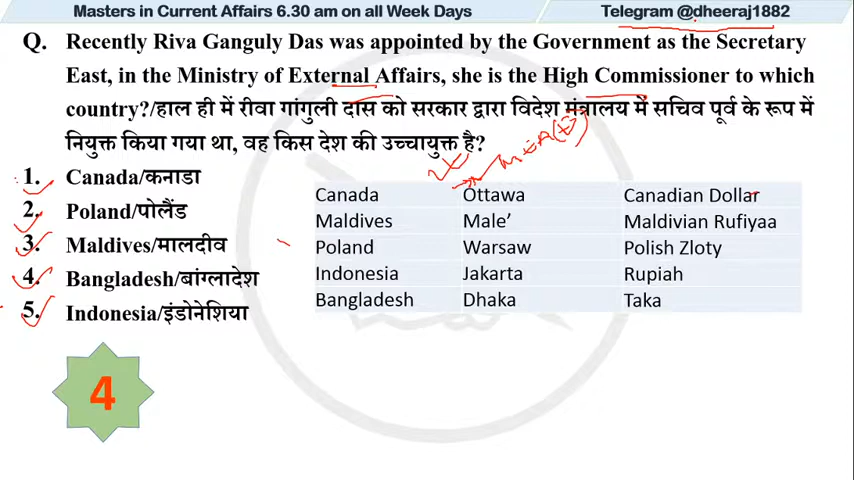 Masters in Current Affairs 6.30 am on all Week Days Telegram @dheeraj1882
Q. Recently Riva Ganguly Das was appointed by the Government as the Secretary
East, in the Ministry of External Affairs, she is the High Commissioner to which
country?/हाल ही में रीवा गांगुली दास को सरकार द्वारा विदेश मंत्रालय में सचिव पूर्व के रूप में
नियुक्त किया गया था, वह किस देश की उच्चायुक्त है?
1. Canada/कनाडा
2. Poland/पोलैंड
3. Maldives/मालदीव
4. Bangladesh/बांग्लादेश
5. Indonesia/इंडोनेशिया
Canada Ottawa Canadian Dollar
Maldives Male’ Maldivian Rufiyaa
Poland Warsaw Polish Zloty
Indonesia Jakarta Rupiah
Bangladesh Dhaka Taka
4